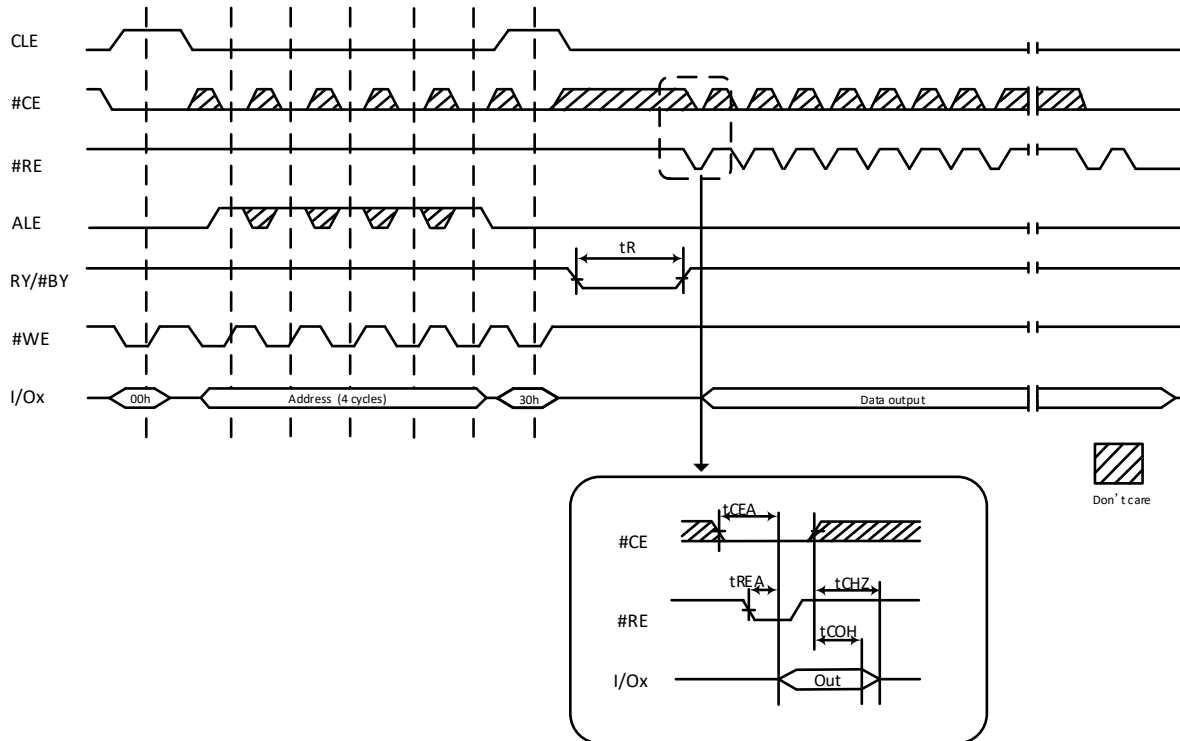 CLE
#CE
#RE
ALE
tR
RY/#BY
#WE
I/Ox
00h
Address (4 cycles)
30h
Data output
Don't care
tCEA
#CE
tREA
tCHZ
#RE
tCOH
I/Ox
Out